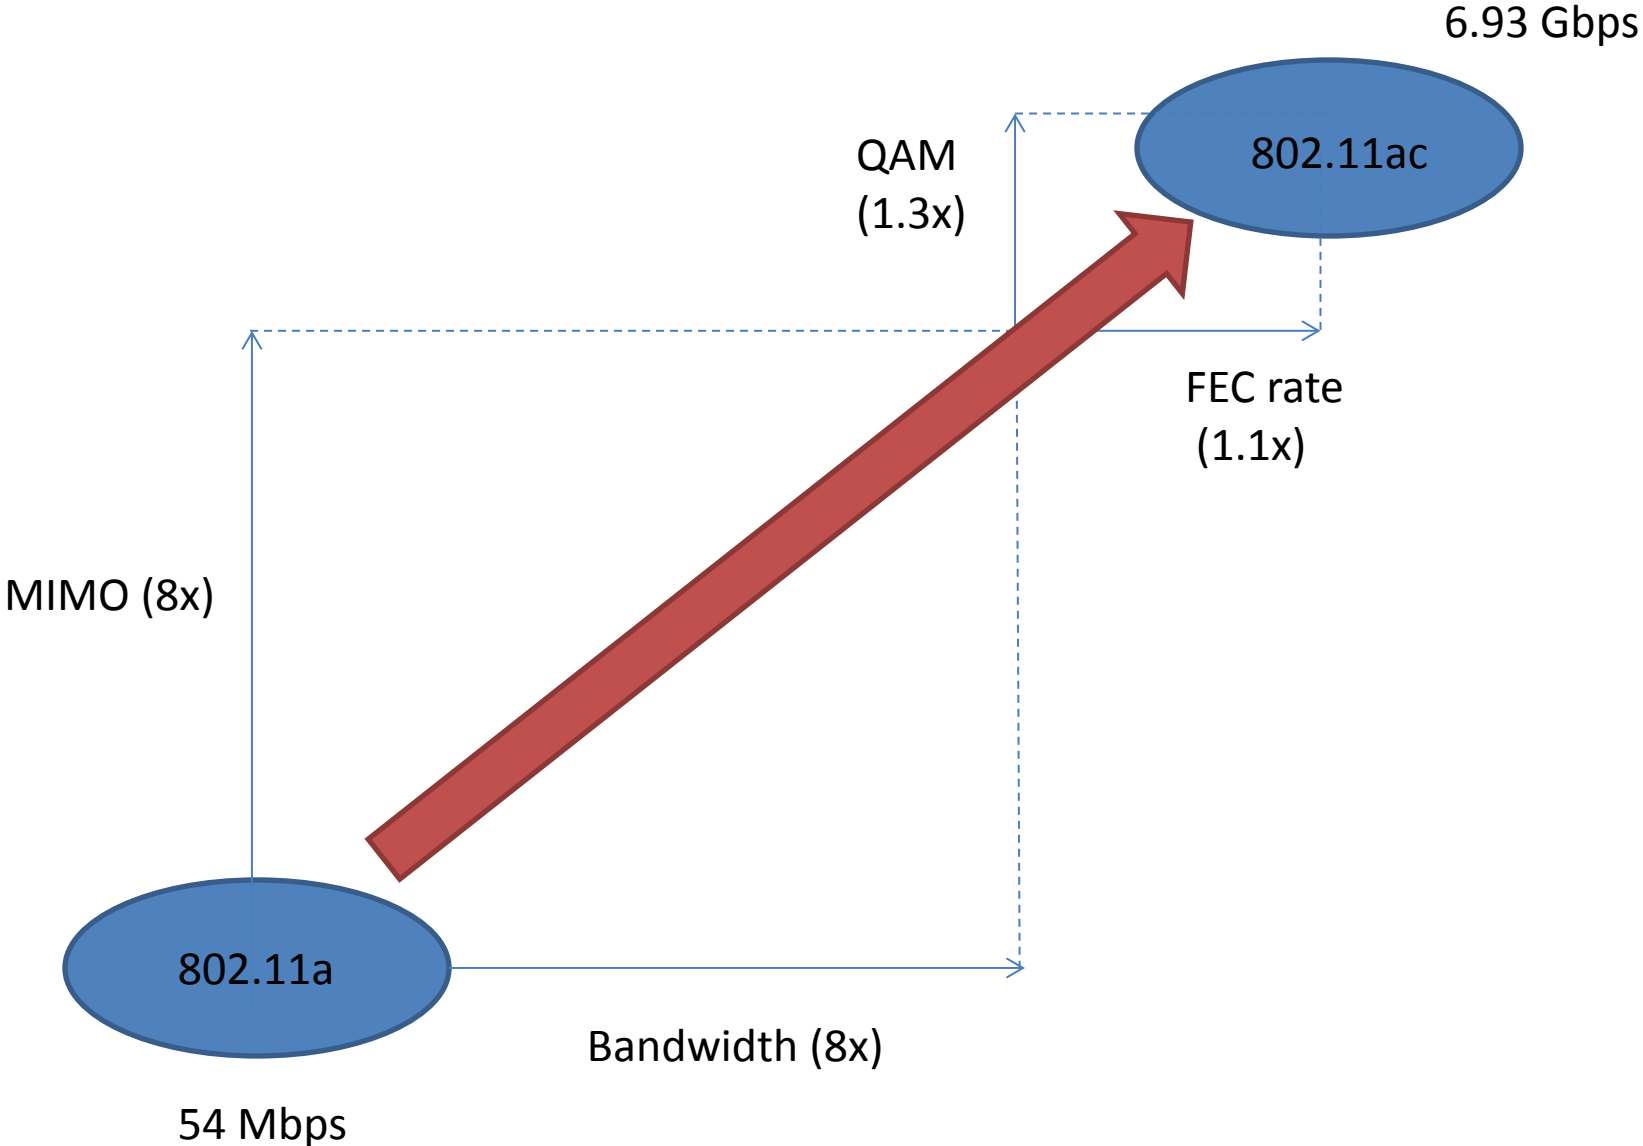 6.93 Gbps
802.11ac
QAM
(1.3x)
FEC rate
(1.1x)
MIMO (8x)
802.11a
Bandwidth (8x)
54 Mbps